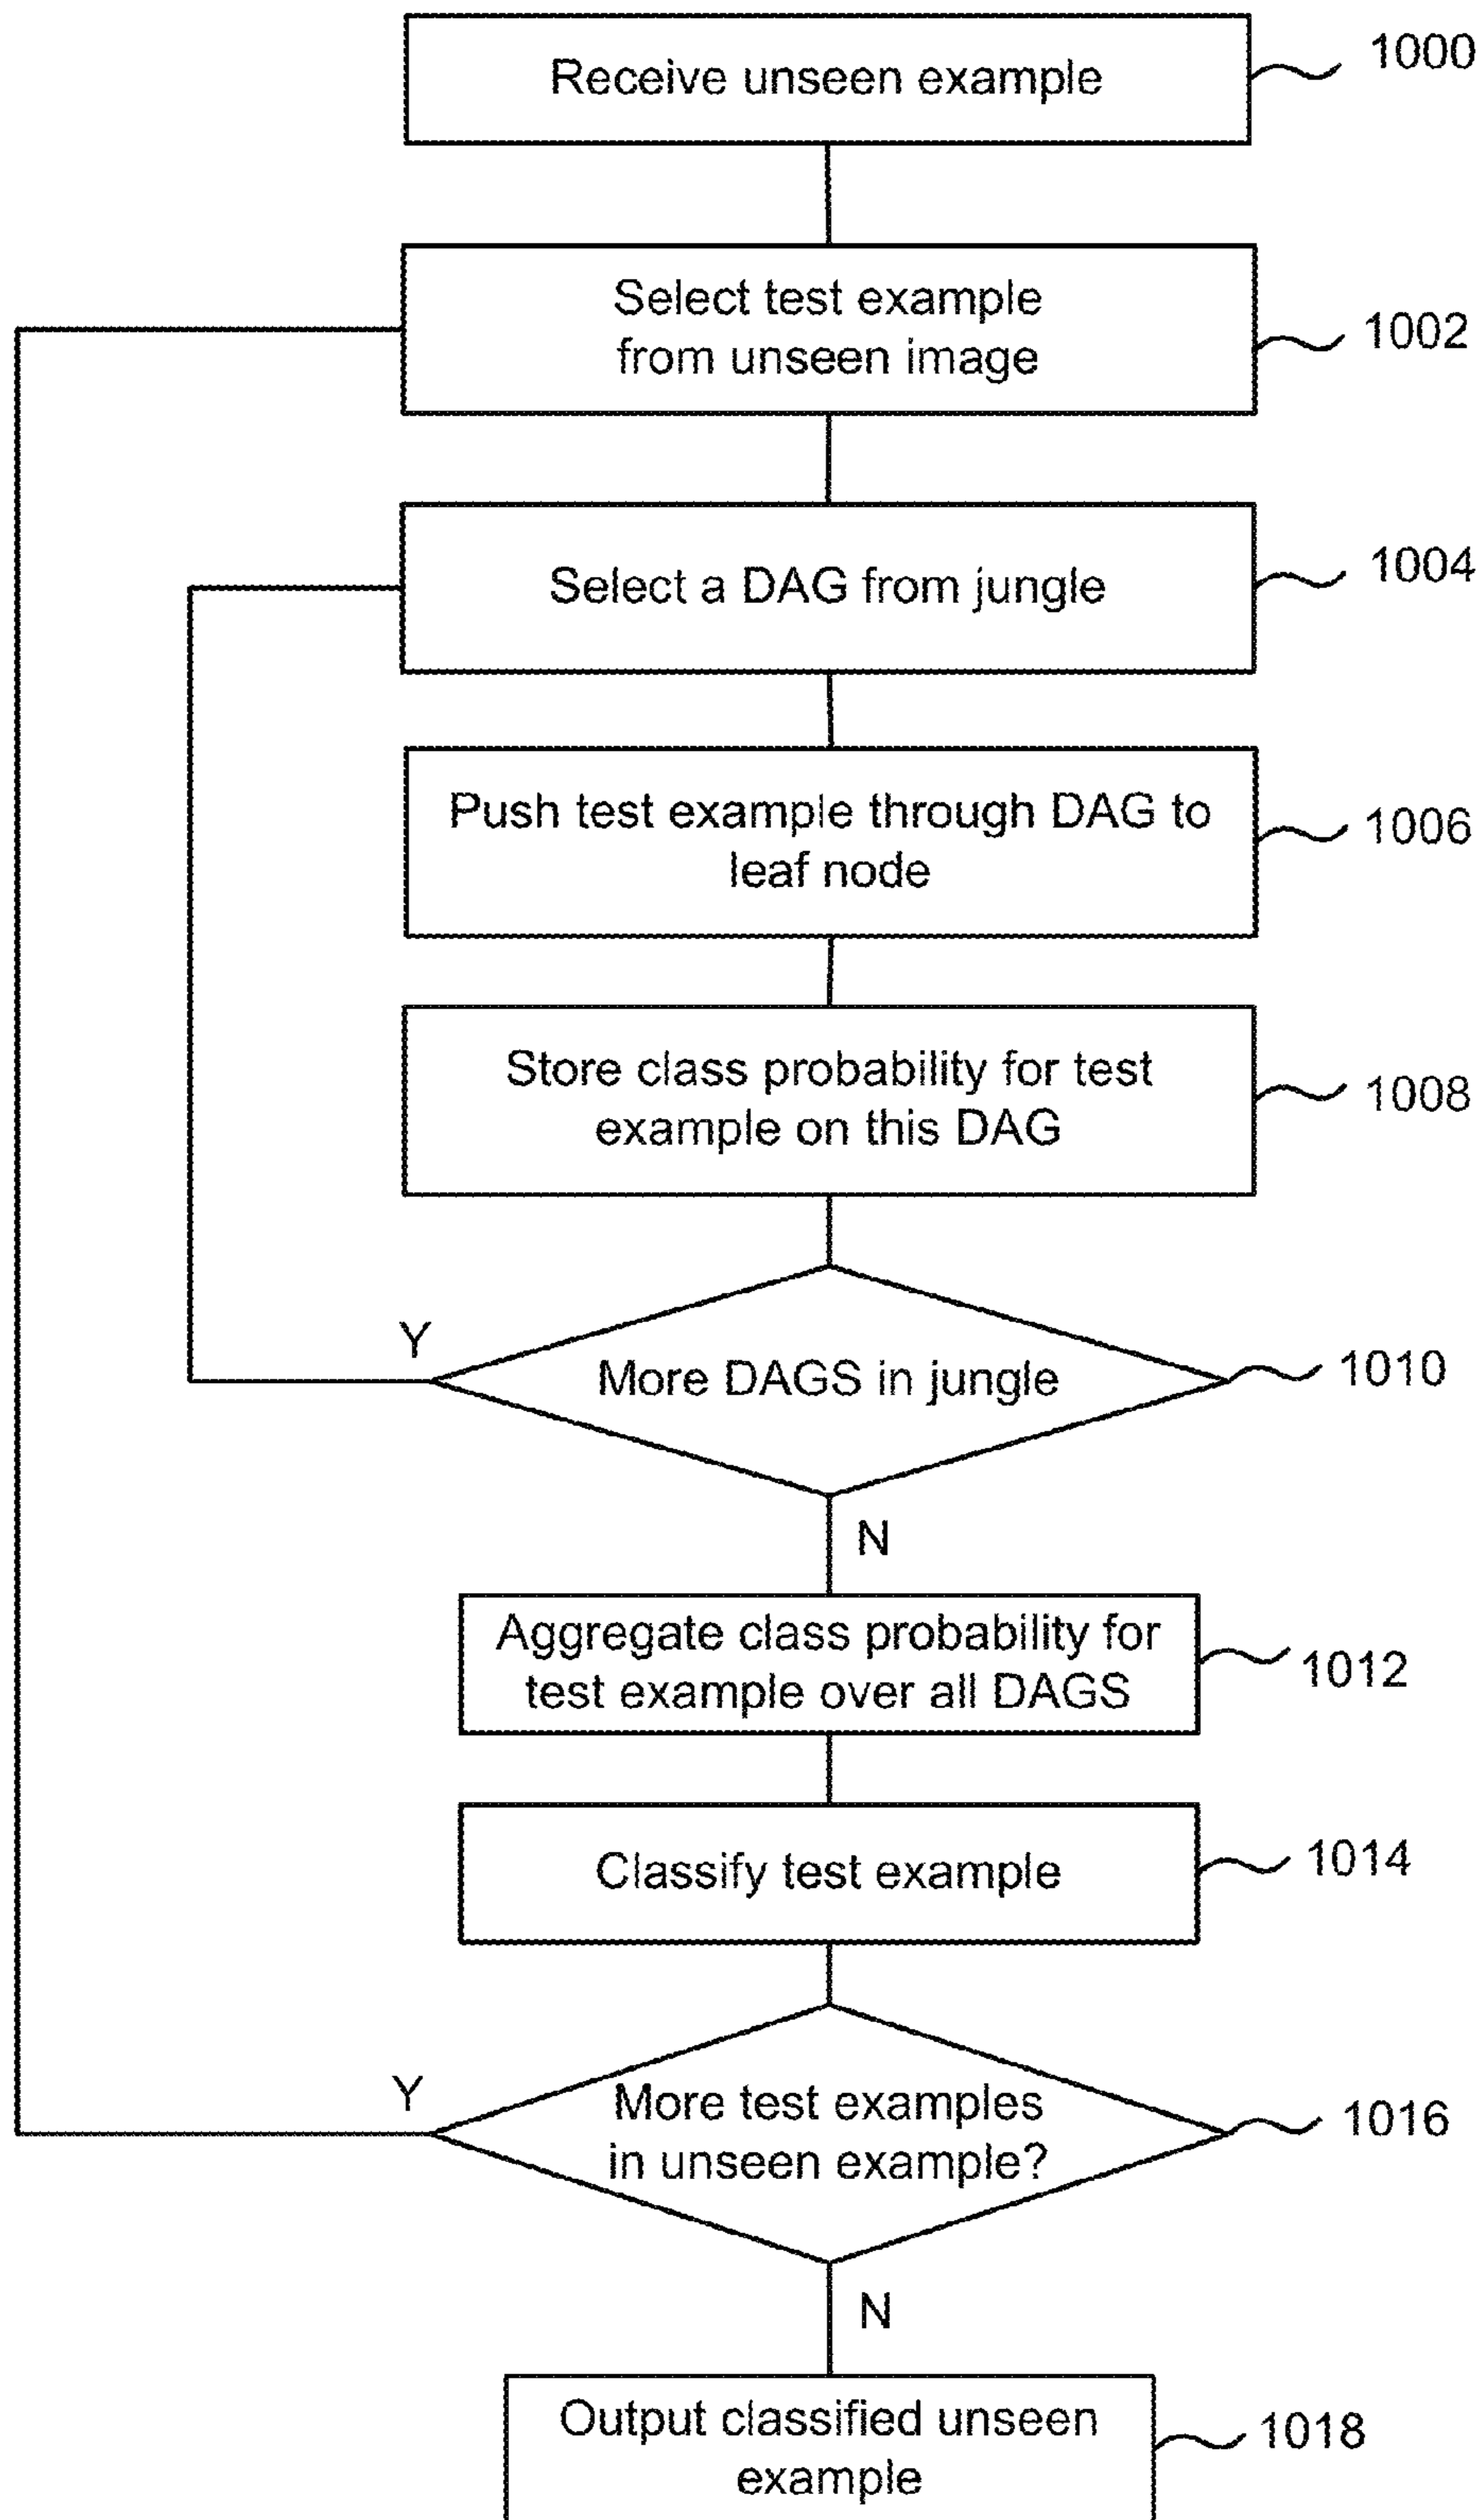 Receive unseen example
1000
Select test example
from unseen image
1002
Select a DAG from jungle
1004
Push test example through DAG to
leaf node
1006
Store class probability for test
example on this DAG
1008
Y
More DAGS in jungle
1010
N
Aggregate class probability for
test example over all DAGS
1012
Classify test example
1014
Y
More test examples
in unseen example?
1016
N
Output classified unseen
example
1018